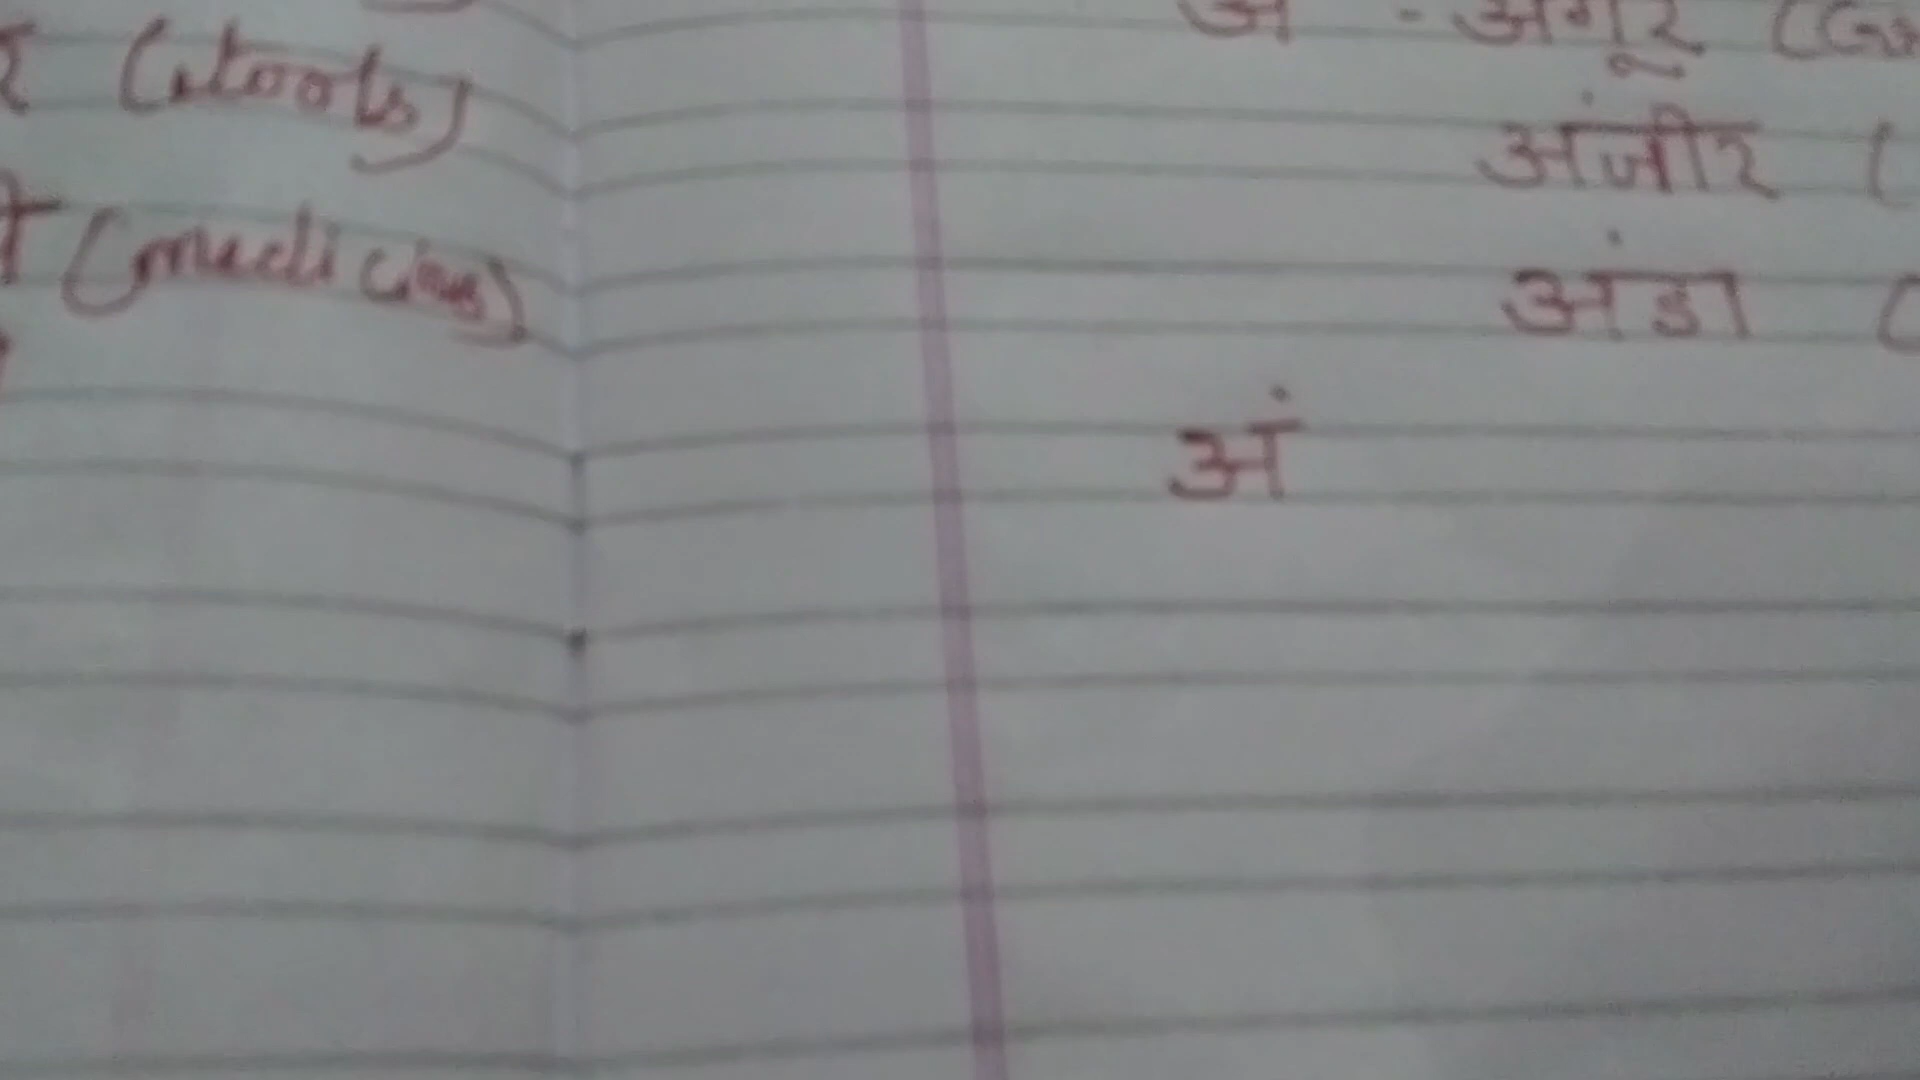 (tools)
(medicines)
अं - अंगूर
अंजीर (
अंडा (
अं